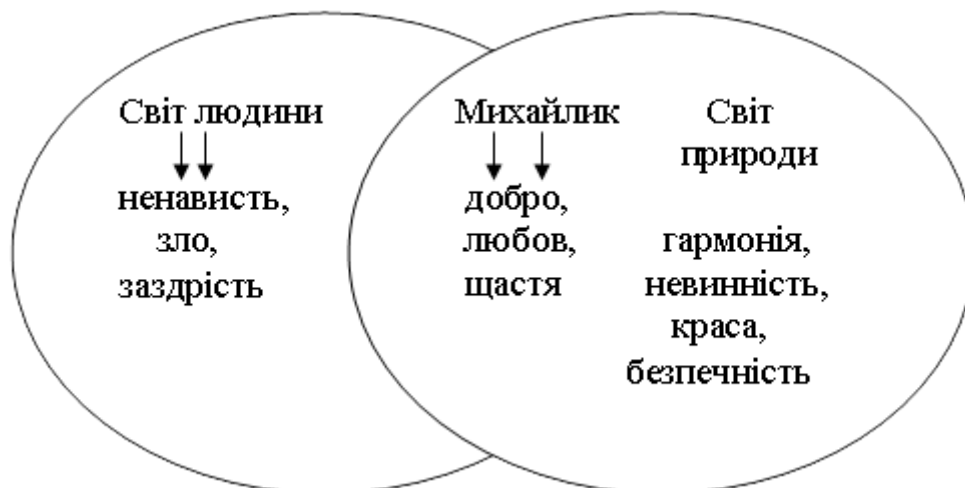 Світ людини
ненависть,
зло,
заздрість
Михайлик
добро,
любов,
щастя
Світ
природи
гармонія,
невинність,
краса,
безпечність